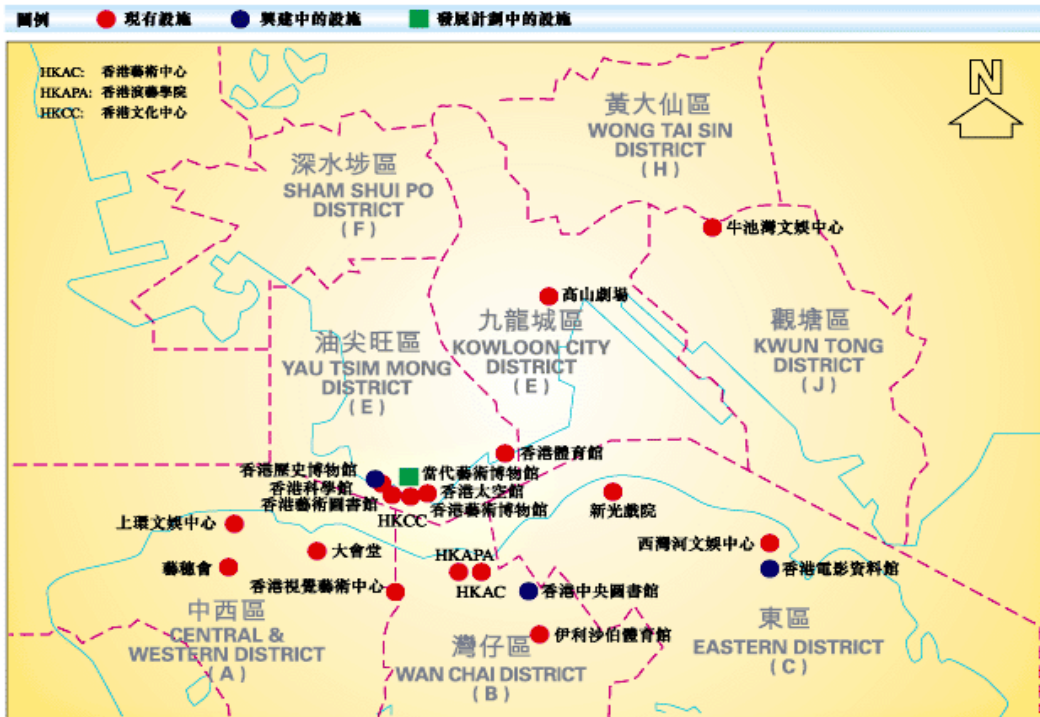 圖例 現有設施 興建中的設施 發展計劃中的設施
HKAC: 香港藝術中心
HKAPA: 香港演藝學院
HKCC: 香港文化中心
N
黃大仙區
WONG TAI SIN
DISTRICT
( H )
深水埗區
SHAM SHUI PO
DISTRICT
( F )
牛池灣文娛中心
高山劇場
九龍城區
KOWLOON CITY
DISTRICT
( E )
油尖旺區
YAU TSIM MONG
DISTRICT
( E )
觀塘區
KWUN TONG
DISTRICT
( J )
香港體育館
香港歷史博物館
當代藝術博物館
香港科學館
香港太空館
香港藝術圖書館
香港藝術博物館
HKCC
新光戲院
上環文娛中心
大會堂
西灣河文娛中心
藝穗會
HKAPA
香港電影資料館
香港視覺藝術中心
HKAC
香港中央圖書館
中西區
CENTRAL &
WESTERN DISTRICT
( A )
伊利沙伯體育館
灣仔區
WAN CHAI DISTRICT
( B )
東區
EASTERN DISTRICT
( C )